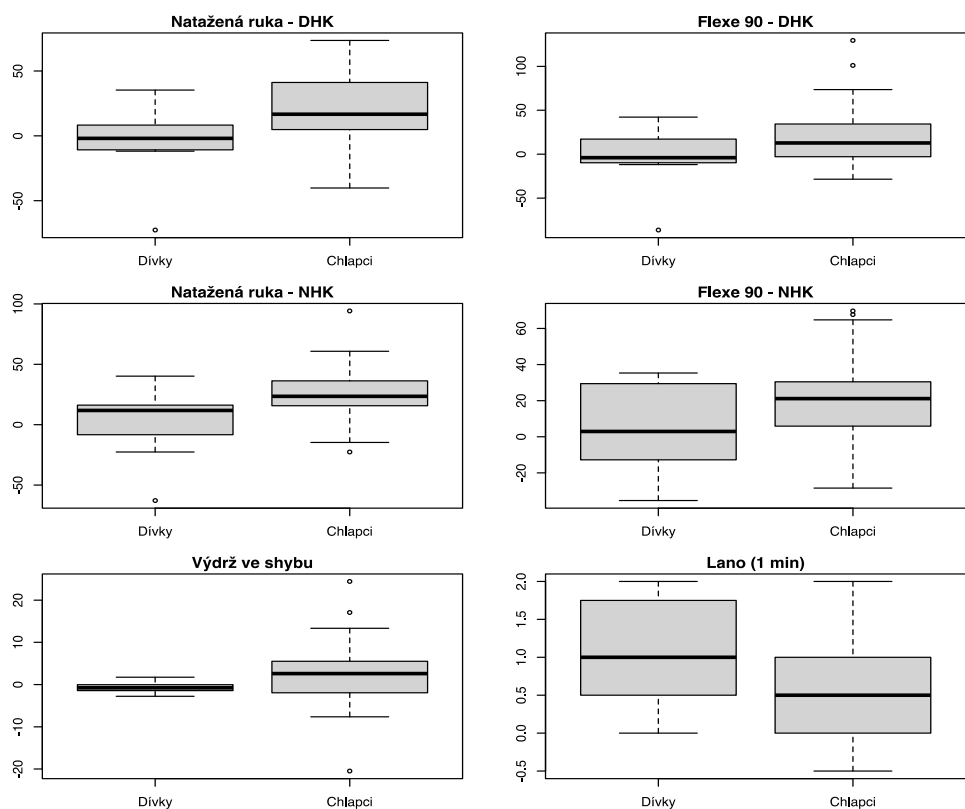 Natažená ruka - DHK
50
0
-50
Dívky
Chlapci
Flexe 90 - DHK
100
50
0
-50
Dívky
Chlapci
Natažená ruka - NHK
100
50
0
-50
Dívky
Chlapci
Flexe 90 - NHK
60
40
20
0
-20
Dívky
Chlapci
Výdrž ve shybu
20
10
0
-10
-20
Dívky
Chlapci
Lano (1 min)
2.0
1.5
1.0
0.5
0.0
-0.5
Dívky
Chlapci